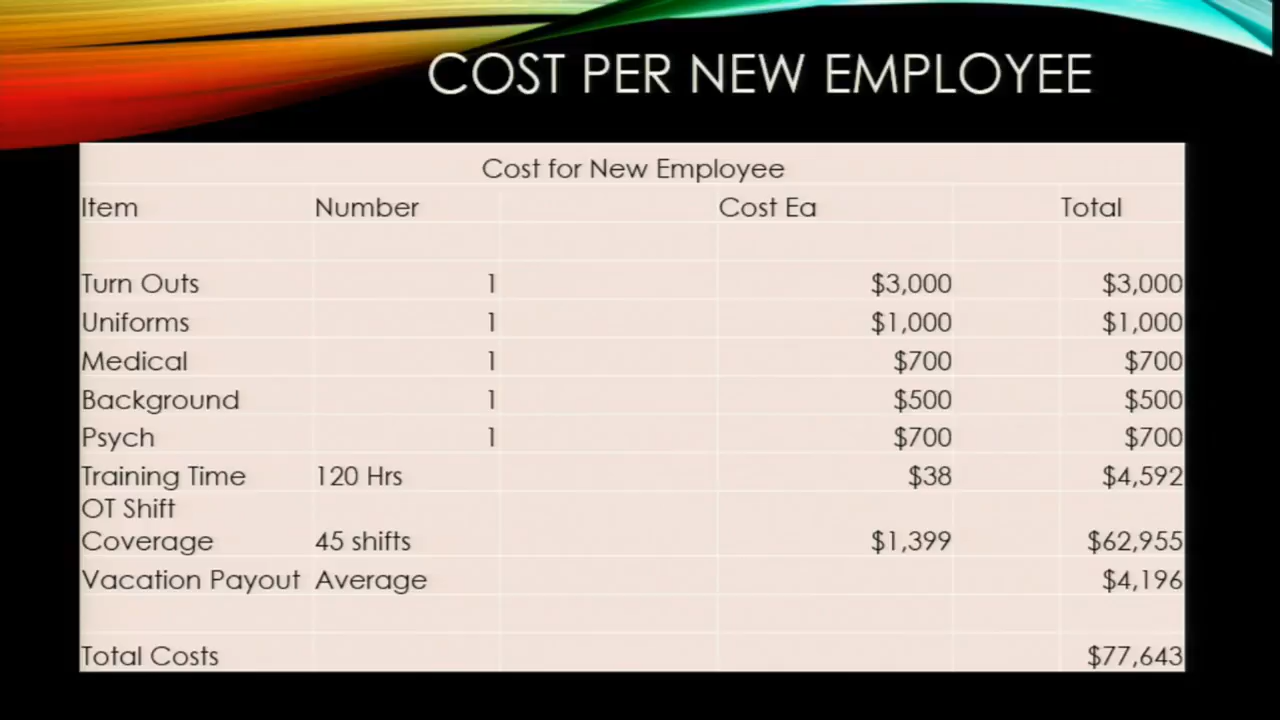 COST PER NEW EMPLOYEE
Cost for New Employee
Item Number Cost Ea Total
Turn Outs 1 $3,000 $3,000
Uniforms 1 $1,000 $1,000
Medical 1 $700 $700
Background 1 $500 $500
Psych 1 $700 $700
Training Time 120 Hrs $38 $4,592
OT Shift
Coverage 45 shifts $1,399 $62,955
Vacation Payout Average $4,196
Total Costs $77,643